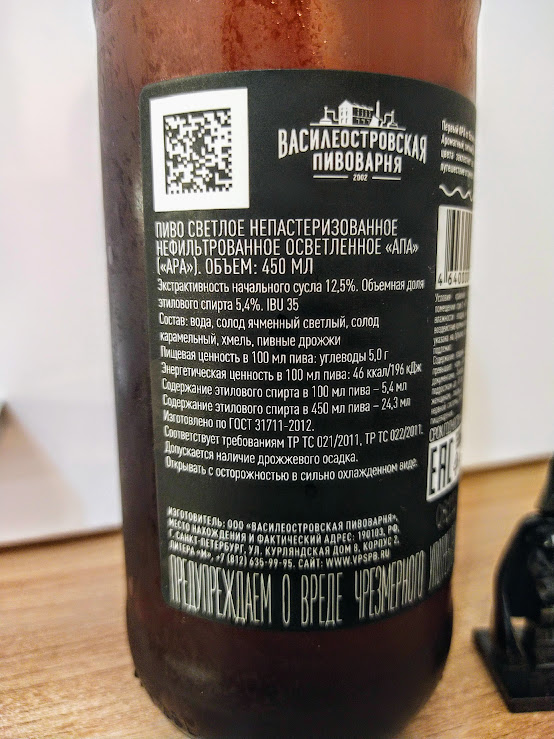 ВАСИЛЕОСТРОВСКАЯ
ПИВОВАРНЯ
2002
ПИВО СВЕТЛОЕ НЕПАСТЕРИЗОВАННОЕ
НЕФИЛЬТРОВАННОЕ ОСВЕТЛЕННОЕ «АПА»
(«APA»). ОБЪЕМ: 450 МЛ
Экстрактивность начального сусла 12,5%. Объемная доля
этилового спирта 5,4%. IBU 35
Состав: вода, солод ячменный светлый, солод
карамельный, хмель, пивные дрожжи
Пищевая ценность в 100 мл пива: углеводы 5,0 г
Энергетическая ценность в 100 мл пива: 46 ккал/196 кДж
Содержание этилового спирта в 100 мл пива – 5,4 мл
Содержание этилового спирта в 450 мл пива – 24,3 мл
Изготовлено по ГОСТ 31711-2012.
Соответствует требованиям ТР ТС 021/2011, ТР ТС 022/2011.
Допускается наличие дрожжевого осадка.
Открывать с осторожностью в сильно охлажденном виде.
ИЗГОТОВИТЕЛЬ: ООО «ВАСИЛЕОСТРОВСКАЯ ПИВОВАРНЯ»
МЕСТО НАХОЖДЕНИЯ И ФАКТИЧЕСКИЙ АДРЕС: 190103, РФ,
Г. САНКТ-ПЕТЕРБУРГ, УЛ. КУРЛЯНДСКАЯ ДОМ 8, КОРПУС 2,
ЛИТЕРА «М», +7 (812) 635-99-95. САЙТ: WWW.VPSPB.
ПРЕДУПРЕЖДАЕМ О ВРЕДЕ ЧРЕЗМЕРНОГО
EAC